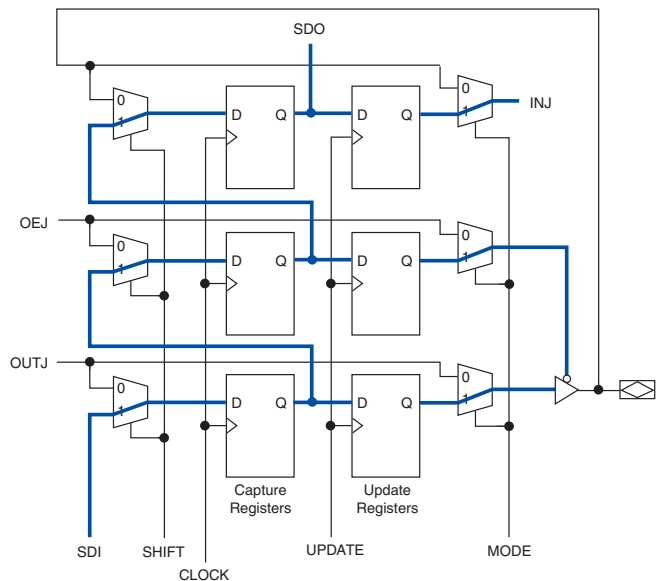 SDO
0
1
D Q
D Q
0
1
INJ
OEJ
0
1
D Q
D Q
0
1
OUTJ
0
1
D Q
D Q
0
1
Capture
Registers
Update
Registers
SDI
SHIFT
CLOCK
UPDATE
MODE